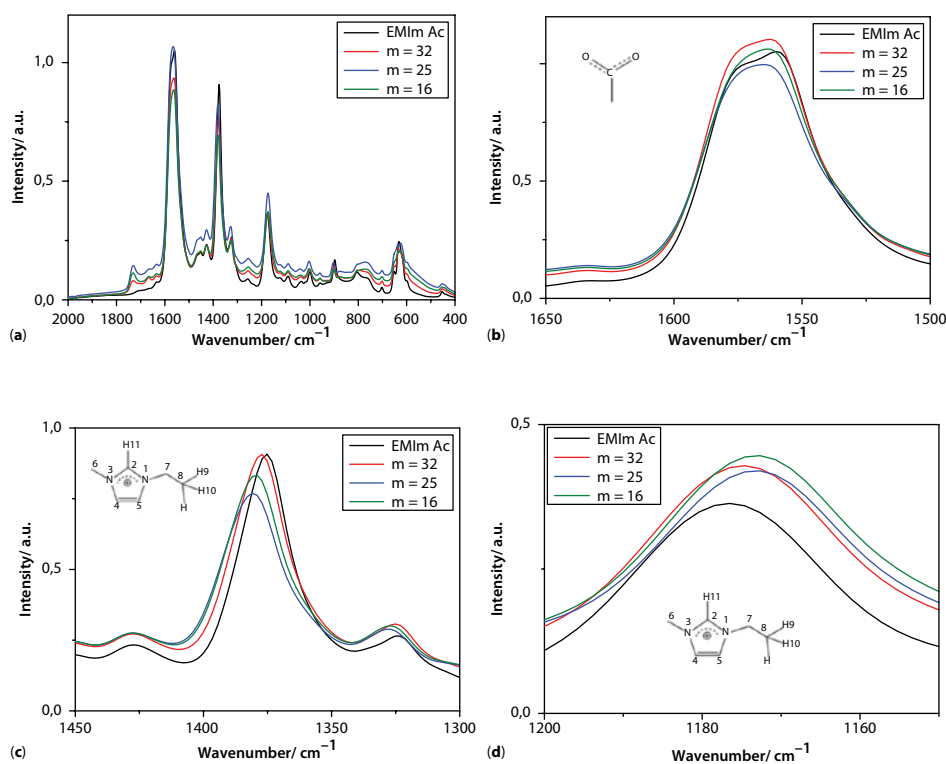 EMIm Ac
m = 32
m = 25
m = 16
1,0
0,5
0,0
Intensity/ a.u.
2000 1800 1600 1400 1200 1000 800 600 400
Wavenumber/ cm−1
(a)
EMIm Ac
m = 32
m = 25
m = 16
O O
C
0,5
0,0
Intensity/ a.u.
1650 1600 1550 1500
Wavenumber/ cm−1
(b)
EMIm Ac
m = 32
m = 25
m = 16
H11
6 3 2 1 7
N N 8 H9
⊕ H10
4 5 H
1,0
0,5
0,0
Intensity/ a.u.
1450 1400 1350 1300
Wavenumber/ cm−1
(c)
EMIm Ac
m = 32
m = 25
m = 16
H11
6 3 2 1 7
N N 8 H9
⊕ H10
4 5 H
0,5
0,0
Intensity/ a.u.
1200 1180 1160
Wavenumber/ cm−1
(d)